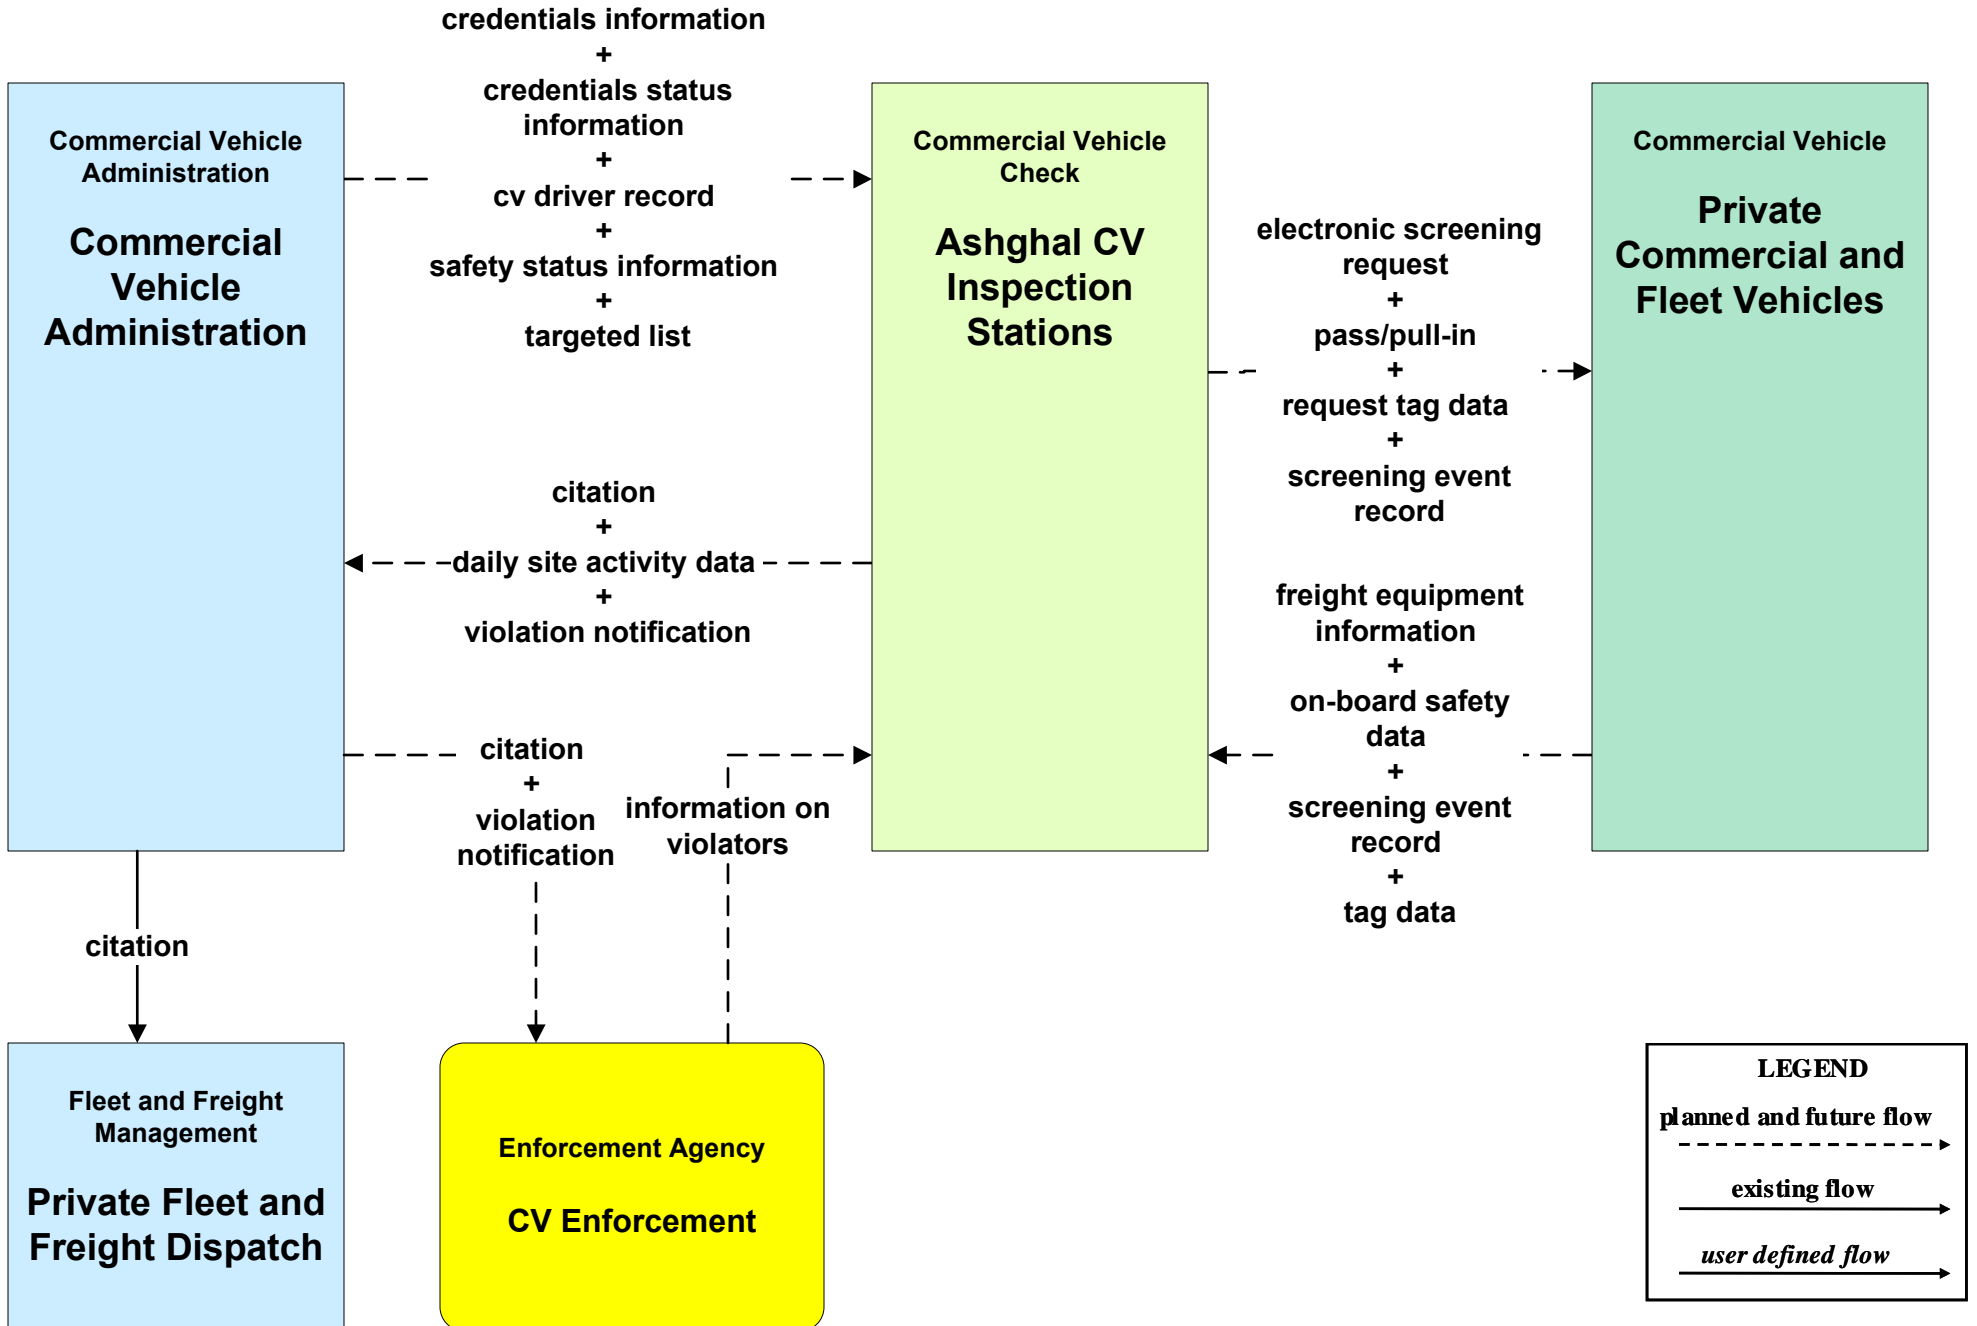 credentials information
+
credentials status
information
+
cv driver record
+
safety status information
+
targeted list
Commercial Vehicle
Administration
Commercial
Vehicle
Administration
Commercial Vehicle
Check
Ashghal CV
Inspection
Stations
Commercial Vehicle
Private
Commercial and
Fleet Vehicles
electronic screening
request
+
pass/pull-in
+
request tag data
+
screening event
record
citation
+
daily site activity data
+
violation notification
freight equipment
information
+
on-board safety
data
+
screening event
record
+
tag data
citation
+
violation
notification
information on
violators
citation
Fleet and Freight
Management
Private Fleet and
Freight Dispatch
Enforcement Agency
CV Enforcement
LEGEND
planned and future flow
existing flow
user defined flow